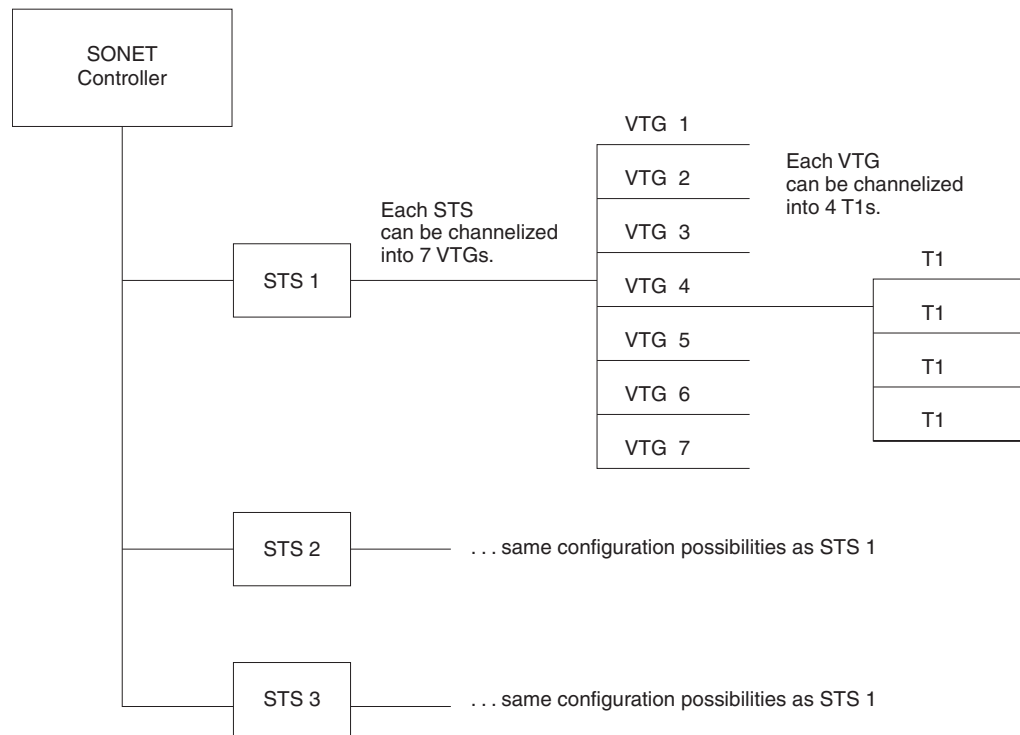 SONET
Controller
VTG 1
Each VTG
can be channelized
into 4 T1s.
VTG 2
Each STS
can be channelized
into 7 VTGs.
VTG 3
T1
STS 1
VTG 4
T1
VTG 5
T1
VTG 6
T1
VTG 7
STS 2
. . . same configuration possibilities as STS 1
STS 3
. . . same configuration possibilities as STS 1